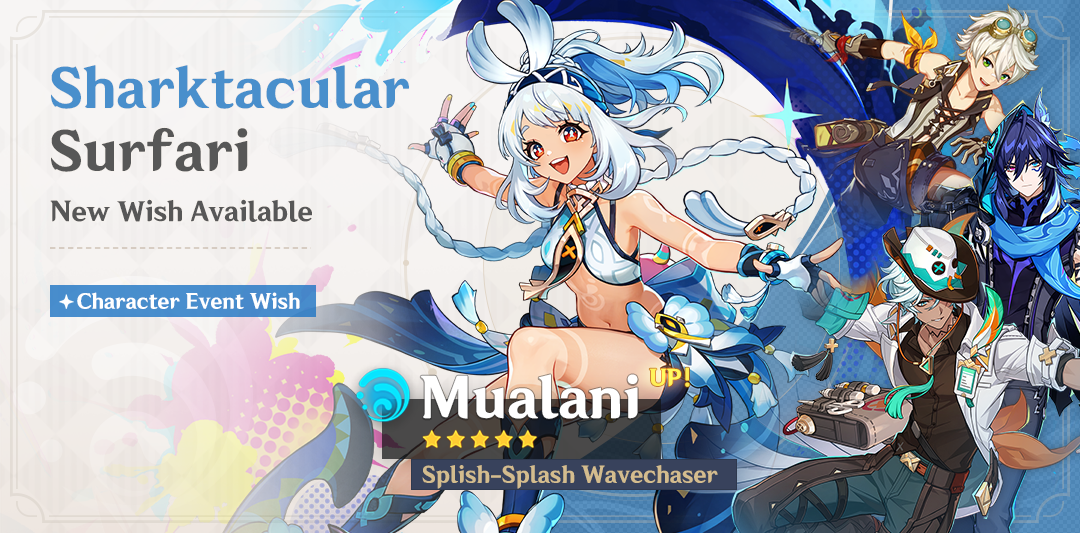 Sharktacular
Surfari
New Wish Available
Character Event Wish
Mualani UP!
Splish-Splash Wavechaser